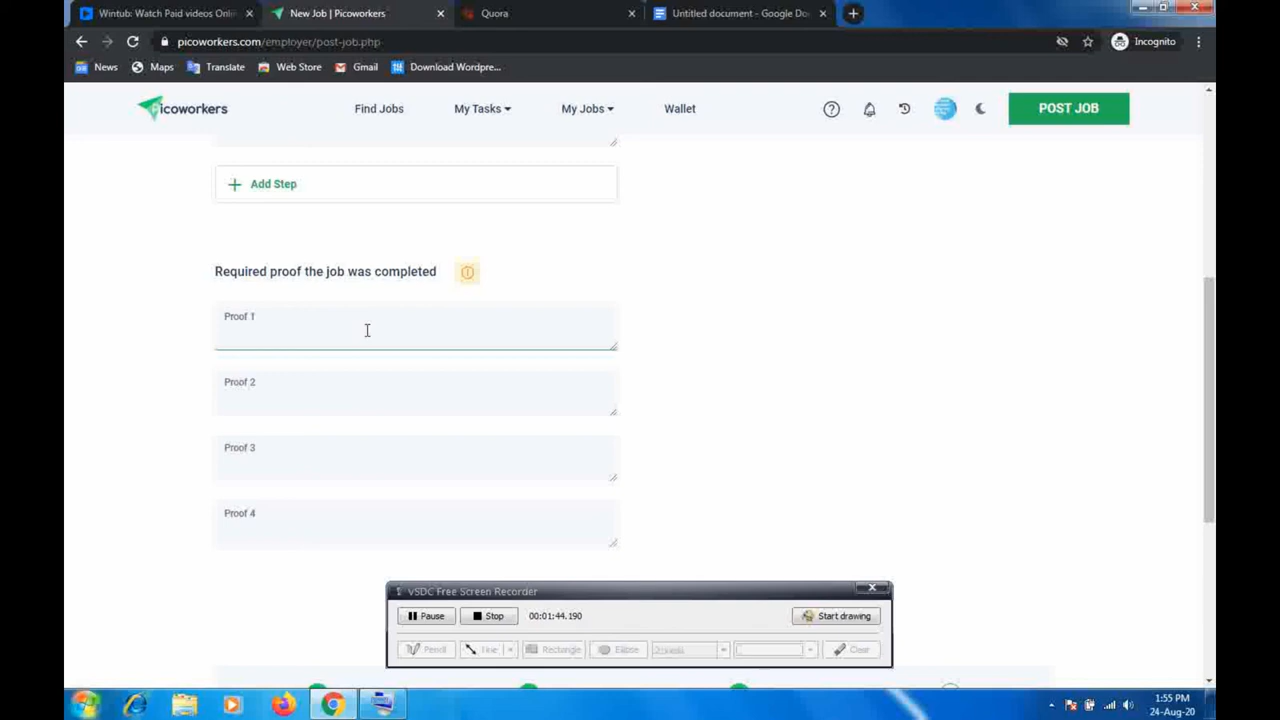 Wintub: Watch Paid videos Onli
New Job | Picoworkers
Quora
Untitled document - Google Do
picoworkers.com/employer/post-job.php
Incognito
News
Maps
Translate
Web Store
Gmail
Download Wordpre...
picoworkers
Find Jobs
My Tasks
My Jobs
Wallet
POST JOB
Add Step
Required proof the job was completed
Proof 1
Proof 2
Proof 3
Proof 4
VSDC Free Screen Recorder
Pause
Stop
00:01:44.190
Start drawing
Pencil
Line
Rectangle
Ellipse
Clear
1:55 PM
24-Aug-20